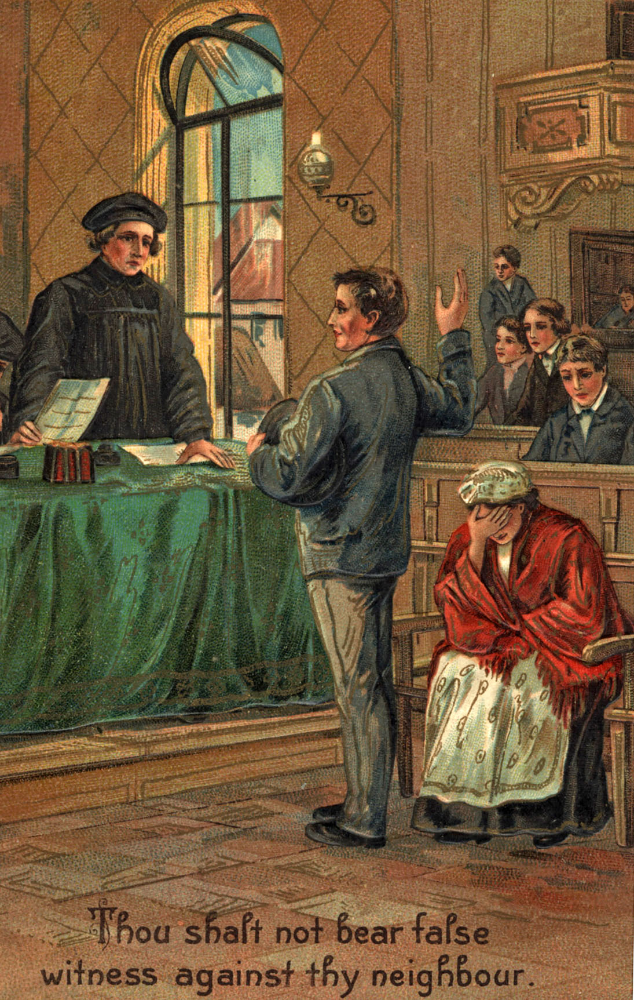 Thou shalt not bear false
witness against thy neighbour.